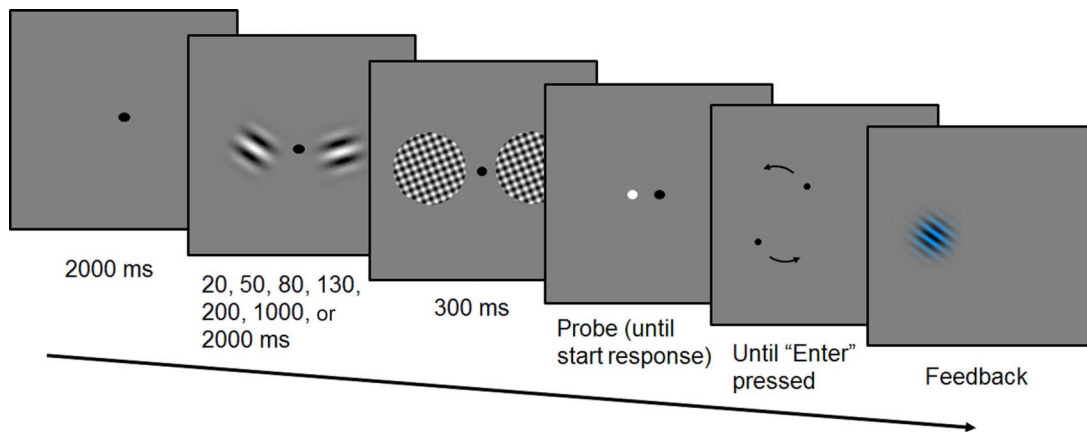 2000 ms
20, 50, 80, 130,
200, 1000, or
2000 ms
300 ms
Probe (until
start response)
Until “Enter”
pressed
Feedback